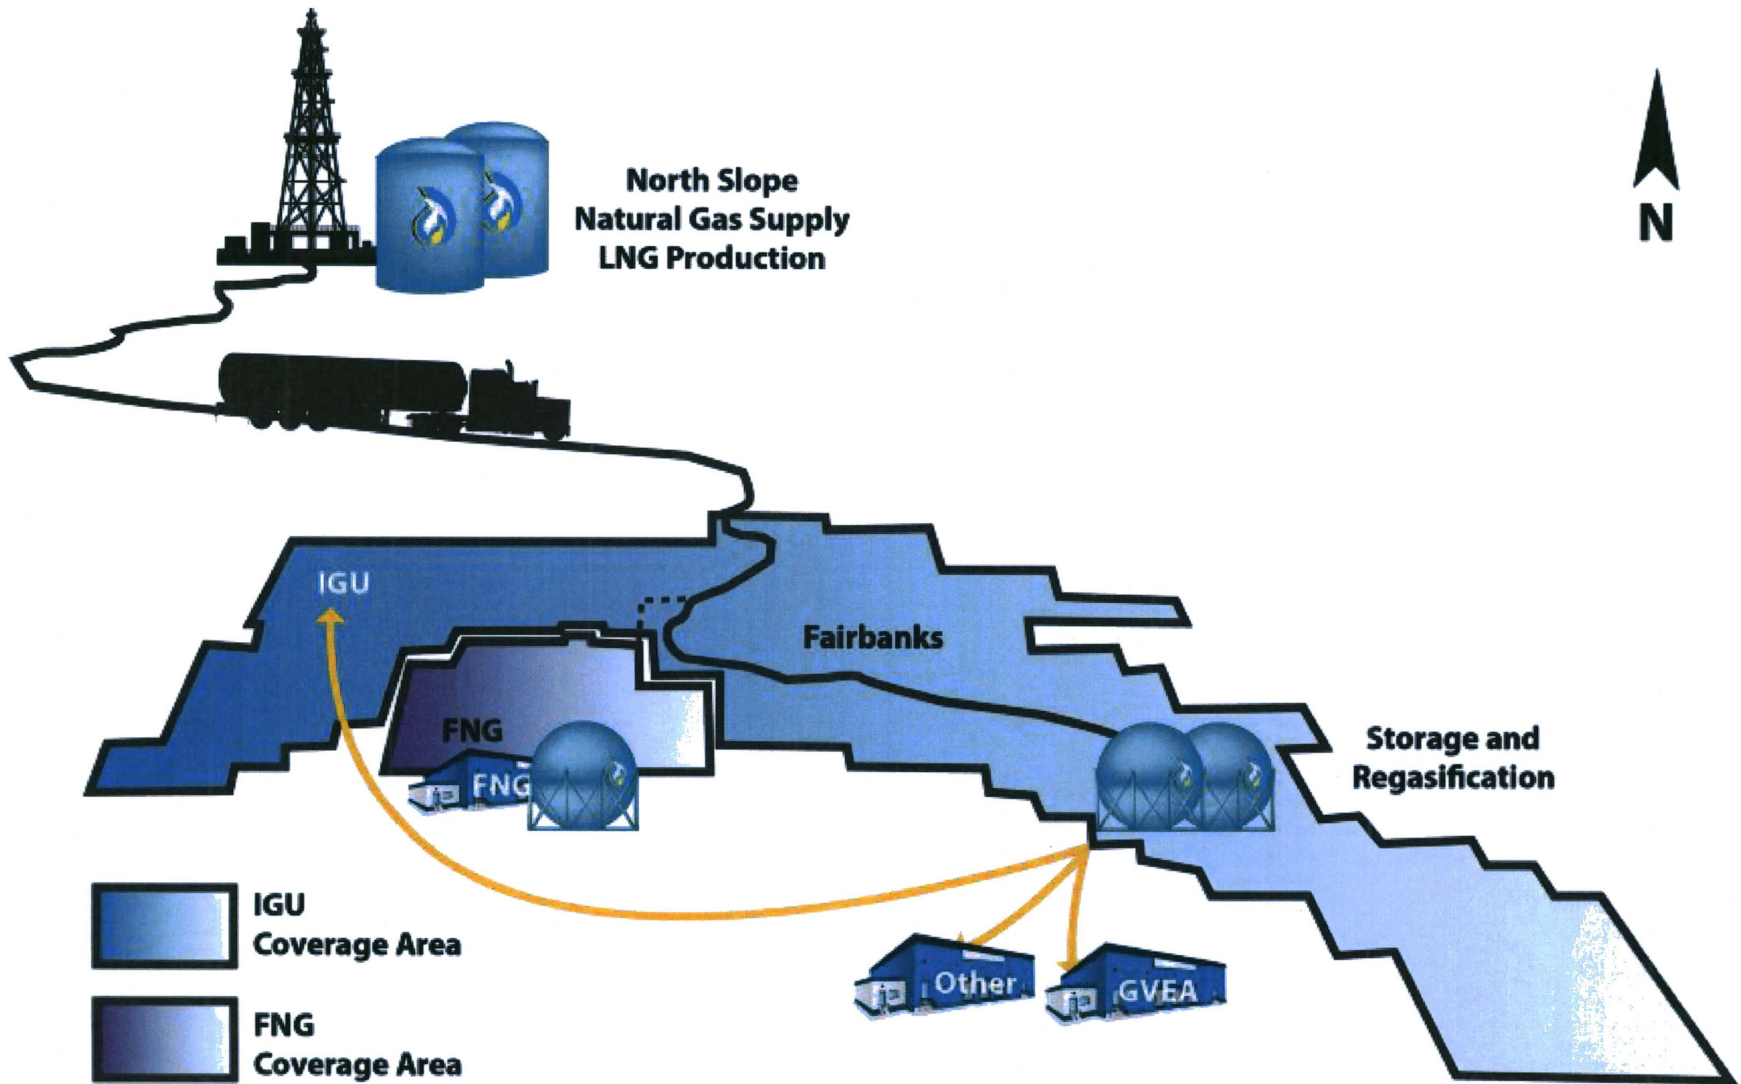 North Slope
Natural Gas Supply
LNG Production
N
IGU
Fairbanks
FNG
FNG
Storage and
Regasification
IGU
Coverage Area
Other
GVEA
FNG
Coverage Area